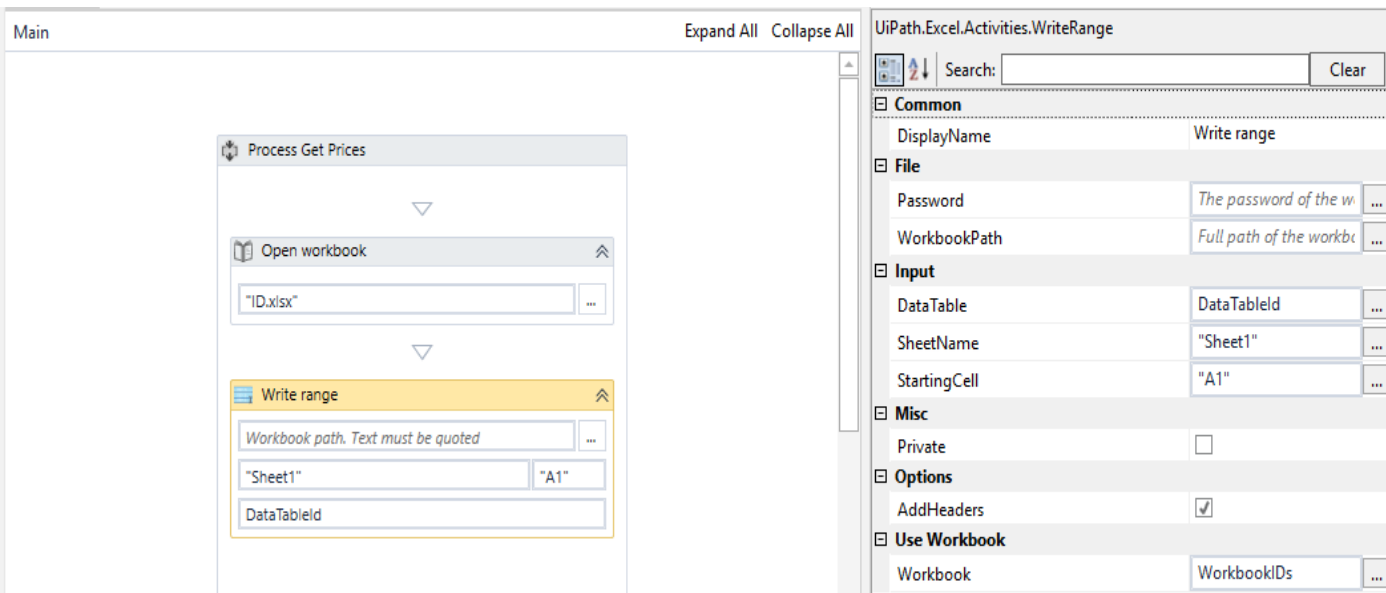 Main
Expand All Collapse All
Process Get Prices
Open workbook
"ID.xlsx"
...
Write range
Workbook path. Text must be quoted
...
"Sheet1"
"A1"
DataTableId
UiPath.Excel.Activities.WriteRange
Search:
Clear
Common
DisplayName Write range
File
Password The password of the w ...
WorkbookPath Full path of the workbo ...
Input
DataTable DataTableId ...
SheetName "Sheet1" ...
StartingCell "A1" ...
Misc
Private
Options
AddHeaders
Use Workbook
Workbook WorkbookIDs ...